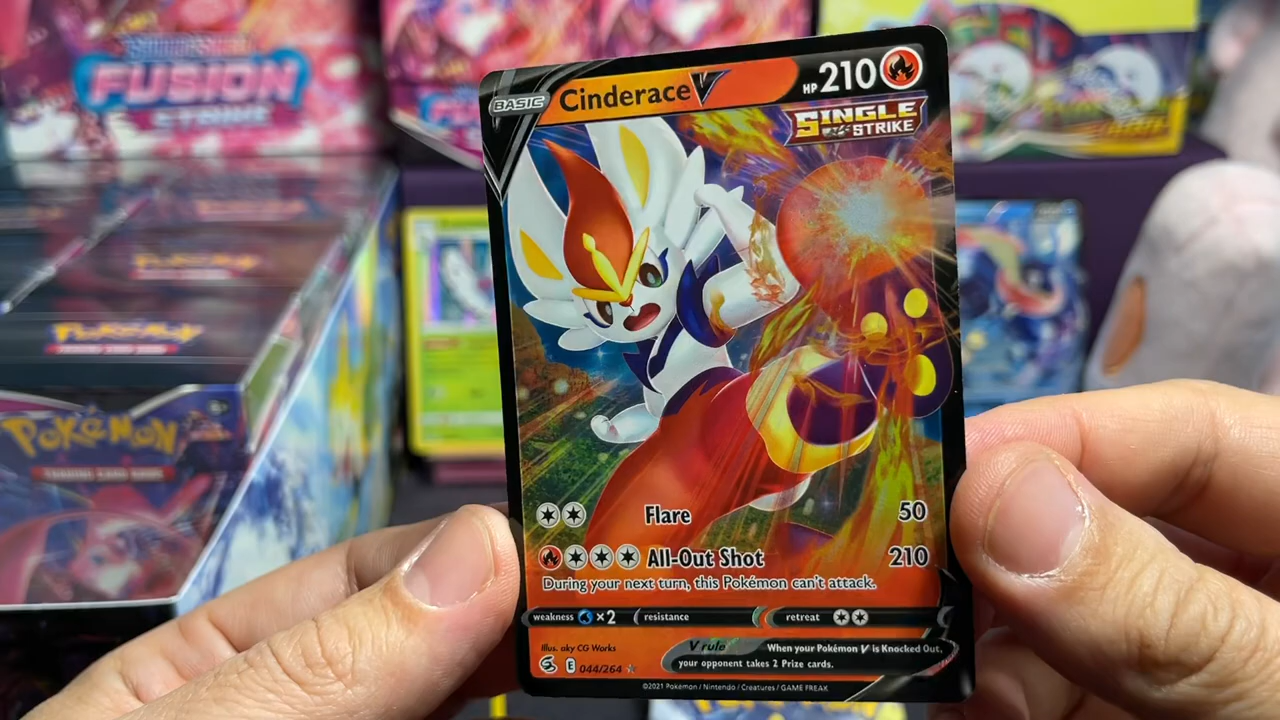 FUSION
STRIKE
POKÉMON
POKÉMON
BASIC
Cinderace V
HP 210
SINGLE
STRIKE
Flare 50
All-Out Shot 210
During your next turn, this Pokémon can't attack.
weakness ×2 resistance retreat
Illus. aky CG Works
V rule When your Pokémon V is Knocked Out,
your opponent takes 2 Prize cards.
E 044/264
©2021 Pokémon / Nintendo / Creatures / GAME FREAK